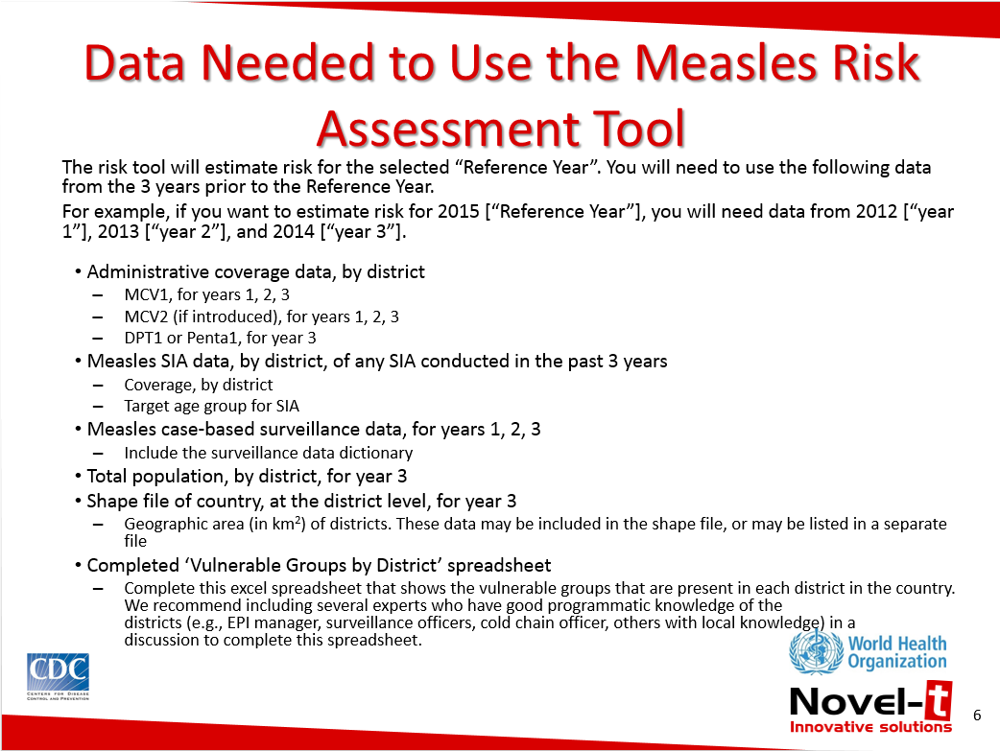 Data Needed to Use the Measles Risk
Assessment Tool
The risk tool will estimate risk for the selected “Reference Year”. You will need to use the following data
from the 3 years prior to the Reference Year.
For example, if you want to estimate risk for 2015 [“Reference Year”], you will need data from 2012 [“year
1”], 2013 [“year 2”], and 2014 [“year 3”].
• Administrative coverage data, by district
– MCV1, for years 1, 2, 3
– MCV2 (if introduced), for years 1, 2, 3
– DPT1 or Penta1, for year 3
• Measles SIA data, by district, of any SIA conducted in the past 3 years
– Coverage, by district
– Target age group for SIA
• Measles case-based surveillance data, for years 1, 2, 3
– Include the surveillance data dictionary
• Total population, by district, for year 3
• Shape file of country, at the district level, for year 3
– Geographic area (in km²) of districts. These data may be included in the shape file, or may be listed in a separate
file
• Completed ‘Vulnerable Groups by District’ spreadsheet
– Complete this excel spreadsheet that shows the vulnerable groups that are present in each district in the country.
We recommend including several experts who have good programmatic knowledge of the
districts (e.g., EPI manager, surveillance officers, cold chain officer, others with local knowledge) in a
discussion to complete this spreadsheet.
CDC
CENTERS FOR DISEASE
CONTROL AND PREVENTION
World Health
Organization
Novel-t
Innovative solutions
6